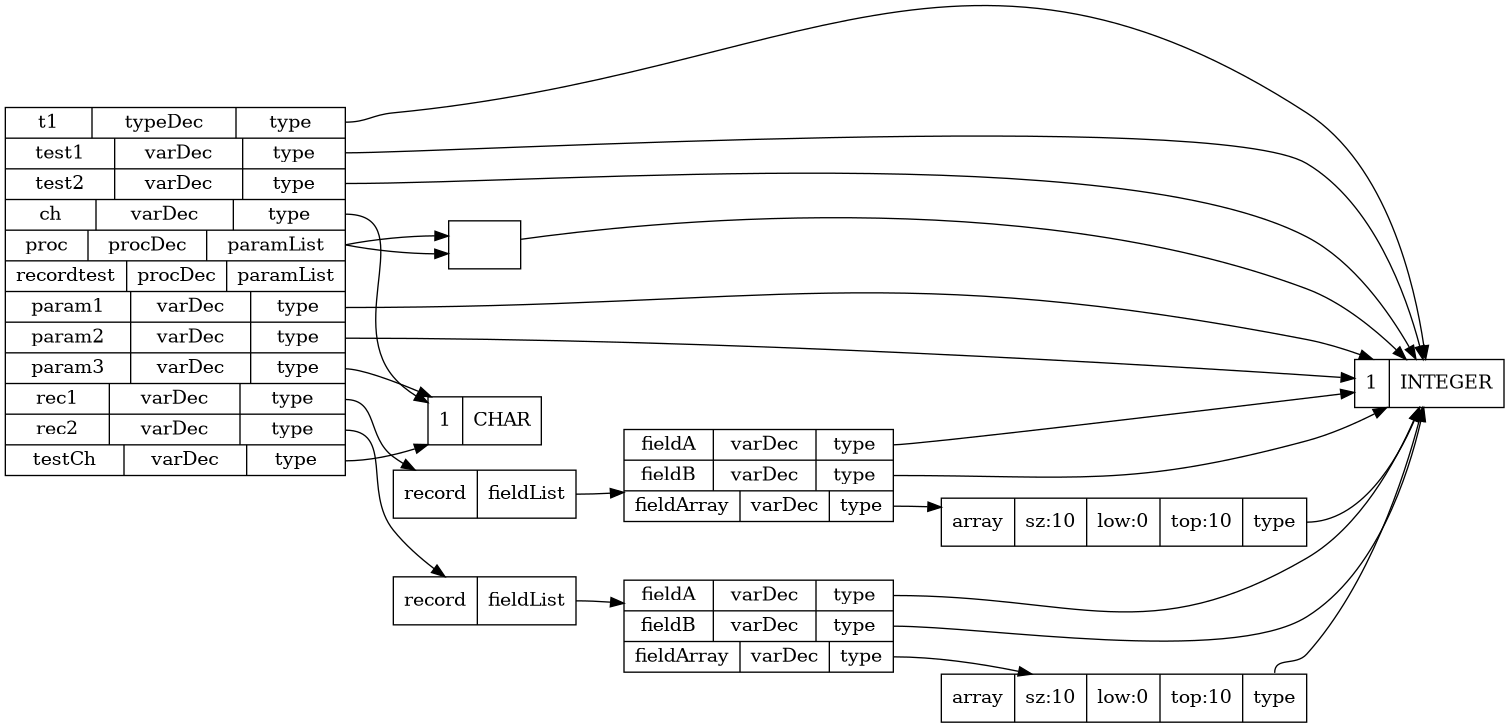 t1 typeDec type
test1 varDec type
test2 varDec type
ch varDec type
proc procDec paramList
recordtest procDec paramList
param1 varDec type
param2 varDec type
param3 varDec type
rec1 varDec type
rec2 varDec type
testCh varDec type
1 CHAR
record fieldList
record fieldList
fieldA varDec type
fieldB varDec type
fieldArray varDec type
fieldA varDec type
fieldB varDec type
fieldArray varDec type
array sz:10 low:0 top:10 type
array sz:10 low:0 top:10 type
1 INTEGER